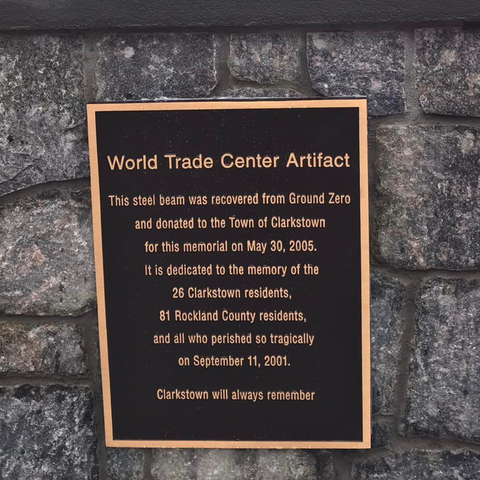 World Trade Center Artifact
This steel beam was recovered from Ground Zero
and donated to the Town of Clarkstown
for this memorial on May 30, 2005.
It is dedicated to the memory of the
26 Clarkstown residents,
81 Rockland County residents,
and all who perished so tragically
on September 11, 2001.
Clarkstown will always remember